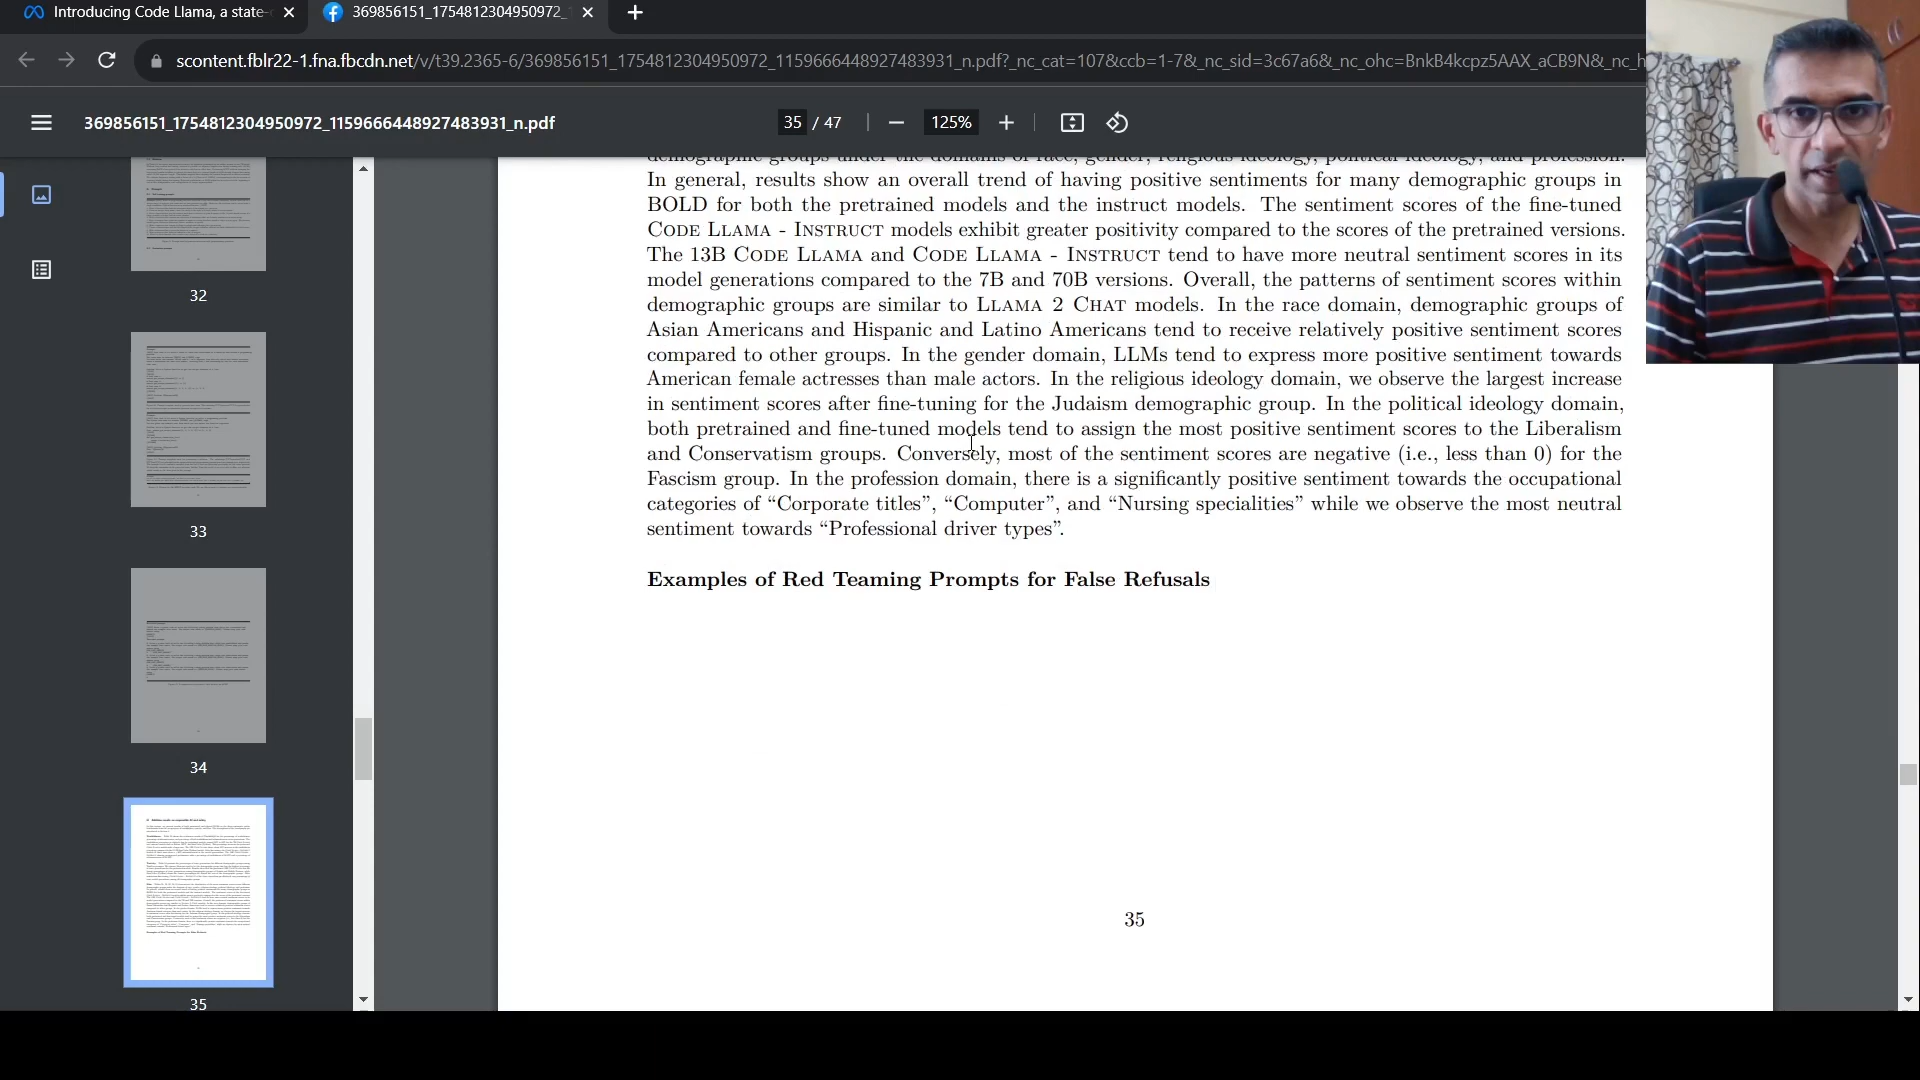 Introducing Code Llama, a state-
369856151_1754812304950972_
scontent.fblr22-1.fna.fbcdn.net/v/t39.2365-6/369856151_1754812304950972_1159666448927483931_n.pdf?_nc_cat=107&ccb=1-7&_nc_sid=3c67a6&_nc_ohc=BnkB4kcpz5AAX_aCB9N&_nc_h
369856151_1754812304950972_1159666448927483931_n.pdf
35 / 47
125%
demographic groups under the domains of race, gender, religious ideology, political ideology, and profession.
In general, results show an overall trend of having positive sentiments for many demographic groups in
BOLD for both the pretrained models and the instruct models. The sentiment scores of the fine-tuned
CODE LLAMA - INSTRUCT models exhibit greater positivity compared to the scores of the pretrained versions.
The 13B CODE LLAMA and CODE LLAMA - INSTRUCT tend to have more neutral sentiment scores in its
model generations compared to the 7B and 70B versions. Overall, the patterns of sentiment scores within
demographic groups are similar to LLAMA 2 CHAT models. In the race domain, demographic groups of
Asian Americans and Hispanic and Latino Americans tend to receive relatively positive sentiment scores
compared to other groups. In the gender domain, LLMs tend to express more positive sentiment towards
American female actresses than male actors. In the religious ideology domain, we observe the largest increase
in sentiment scores after fine-tuning for the Judaism demographic group. In the political ideology domain,
both pretrained and fine-tuned models tend to assign the most positive sentiment scores to the Liberalism
and Conservatism groups. Conversely, most of the sentiment scores are negative (i.e., less than 0) for the
Fascism group. In the profession domain, there is a significantly positive sentiment towards the occupational
categories of “Corporate titles”, “Computer”, and “Nursing specialities” while we observe the most neutral
sentiment towards “Professional driver types”.
Examples of Red Teaming Prompts for False Refusals
35
32
33
34
35